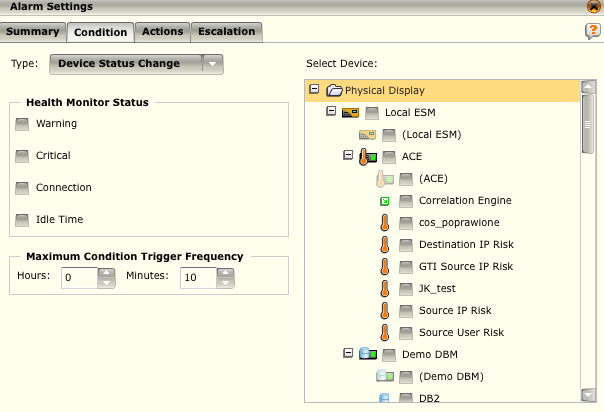 Alarm Settings
Summary
Condition
Actions
Escalation
?
Type:
Device Status Change
Health Monitor Status
Warning
Critical
Connection
Idle Time
Maximum Condition Trigger Frequency
Hours: 0 Minutes: 10
Select Device:
Physical Display
Local ESM
(Local ESM)
ACE
(ACE)
Correlation Engine
cos_poprawione
Destination IP Risk
GTI Source IP Risk
JK_test
Source IP Risk
Source User Risk
Demo DBM
(Demo DBM)
DB2